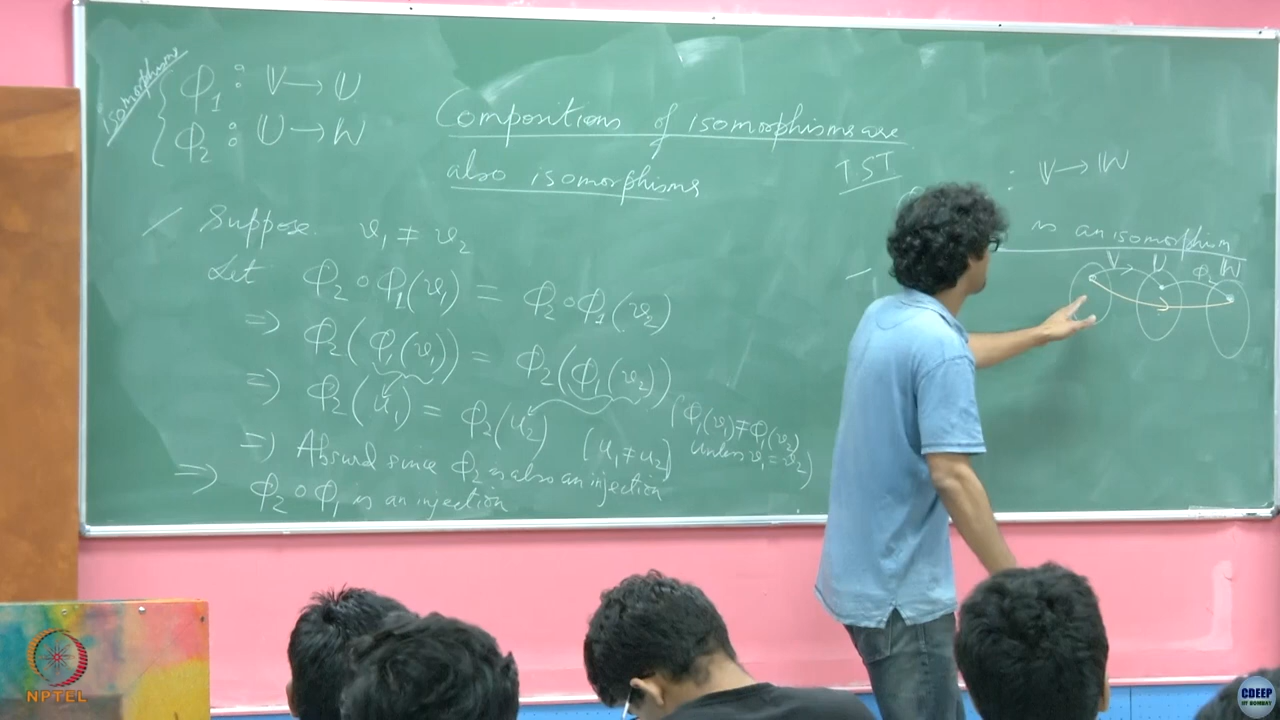 isomorphisms
Φ₁ : V → U
Φ₂ : U → W
Compositions of isomorphisms are
also isomorphisms
T.S.T
: V → W
is an isomorphism
V U Φ₂ W
Suppose v₁ ≠ v₂
Let Φ₂ ∘ Φ₁(v₁) = Φ₂ ∘ Φ₁(v₂)
⇒ Φ₂(Φ₁(v₁)) = Φ₂(Φ₁(v₂))
⇒ Φ₂(u₁) = Φ₂(u₂) (u₁ ≠ u₂) (Φ₁(v₁) ≠ Φ₁(v₂)
unless v₁ = v₂)
⇒ Absurd since Φ₂ is also an injection
⇒ Φ₂ ∘ Φ₁ is an injection
NPTEL
CDEEP
IIT BOMBAY